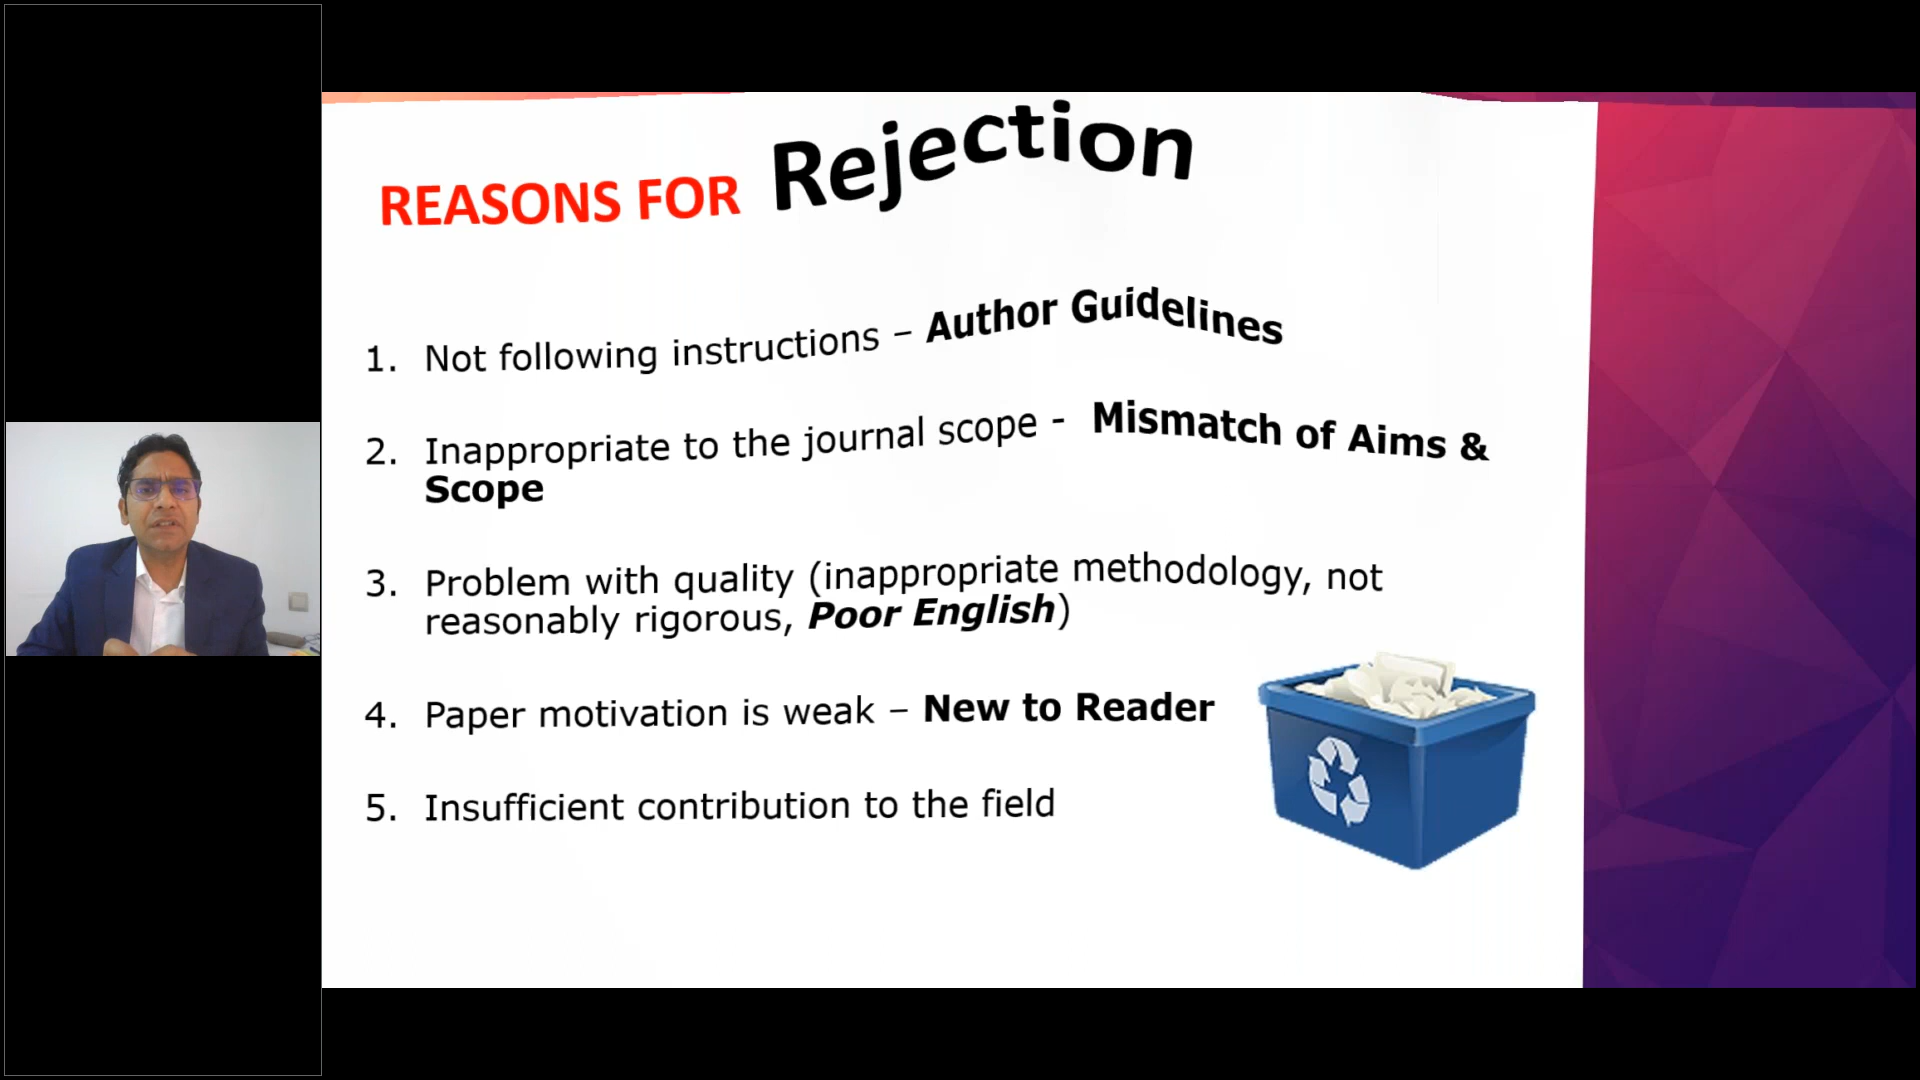 REASONS FOR Rejection
1. Not following instructions – Author Guidelines
2. Inappropriate to the journal scope - Mismatch of Aims &
Scope
3. Problem with quality (inappropriate methodology, not
reasonably rigorous, Poor English)
4. Paper motivation is weak – New to Reader
5. Insufficient contribution to the field